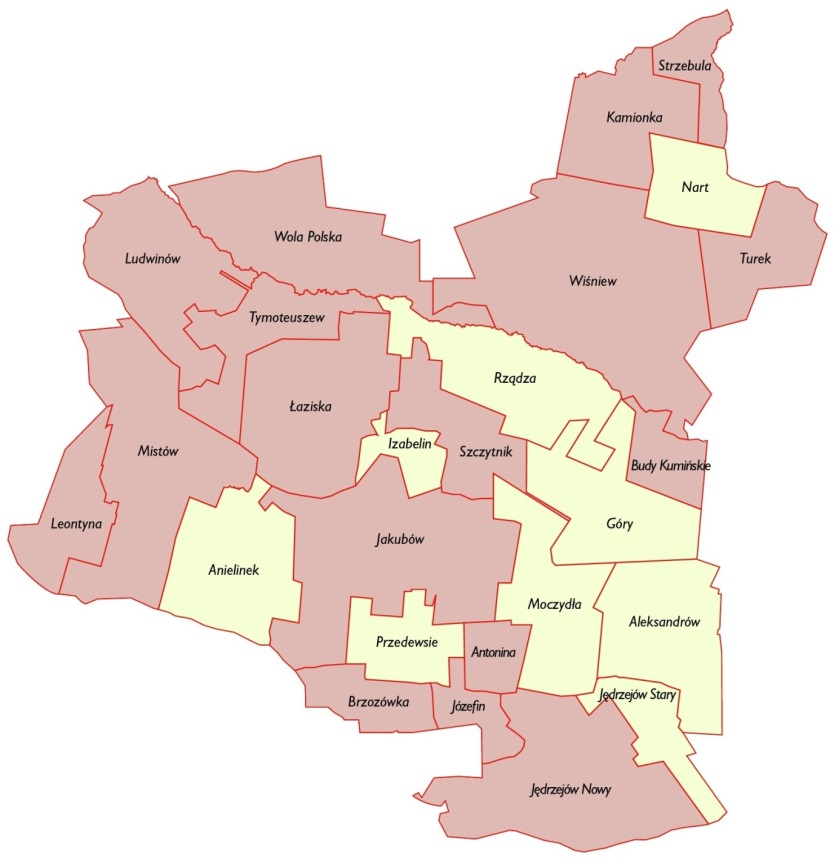 Strzebula
Kamionka
Nart
Wola Polska
Ludwinów
Turek
Wiśniew
Tymoteuszew
Rządza
Łaziska
Izabelin
Mistów
Szczytnik
Budy Kumińskie
Leontyna
Góry
Jakubów
Anielinek
Moczydła
Aleksandrów
Przedewsie
Antonina
Jędrzejów Stary
Brzozówka
Józefin
Jędrzejów Nowy